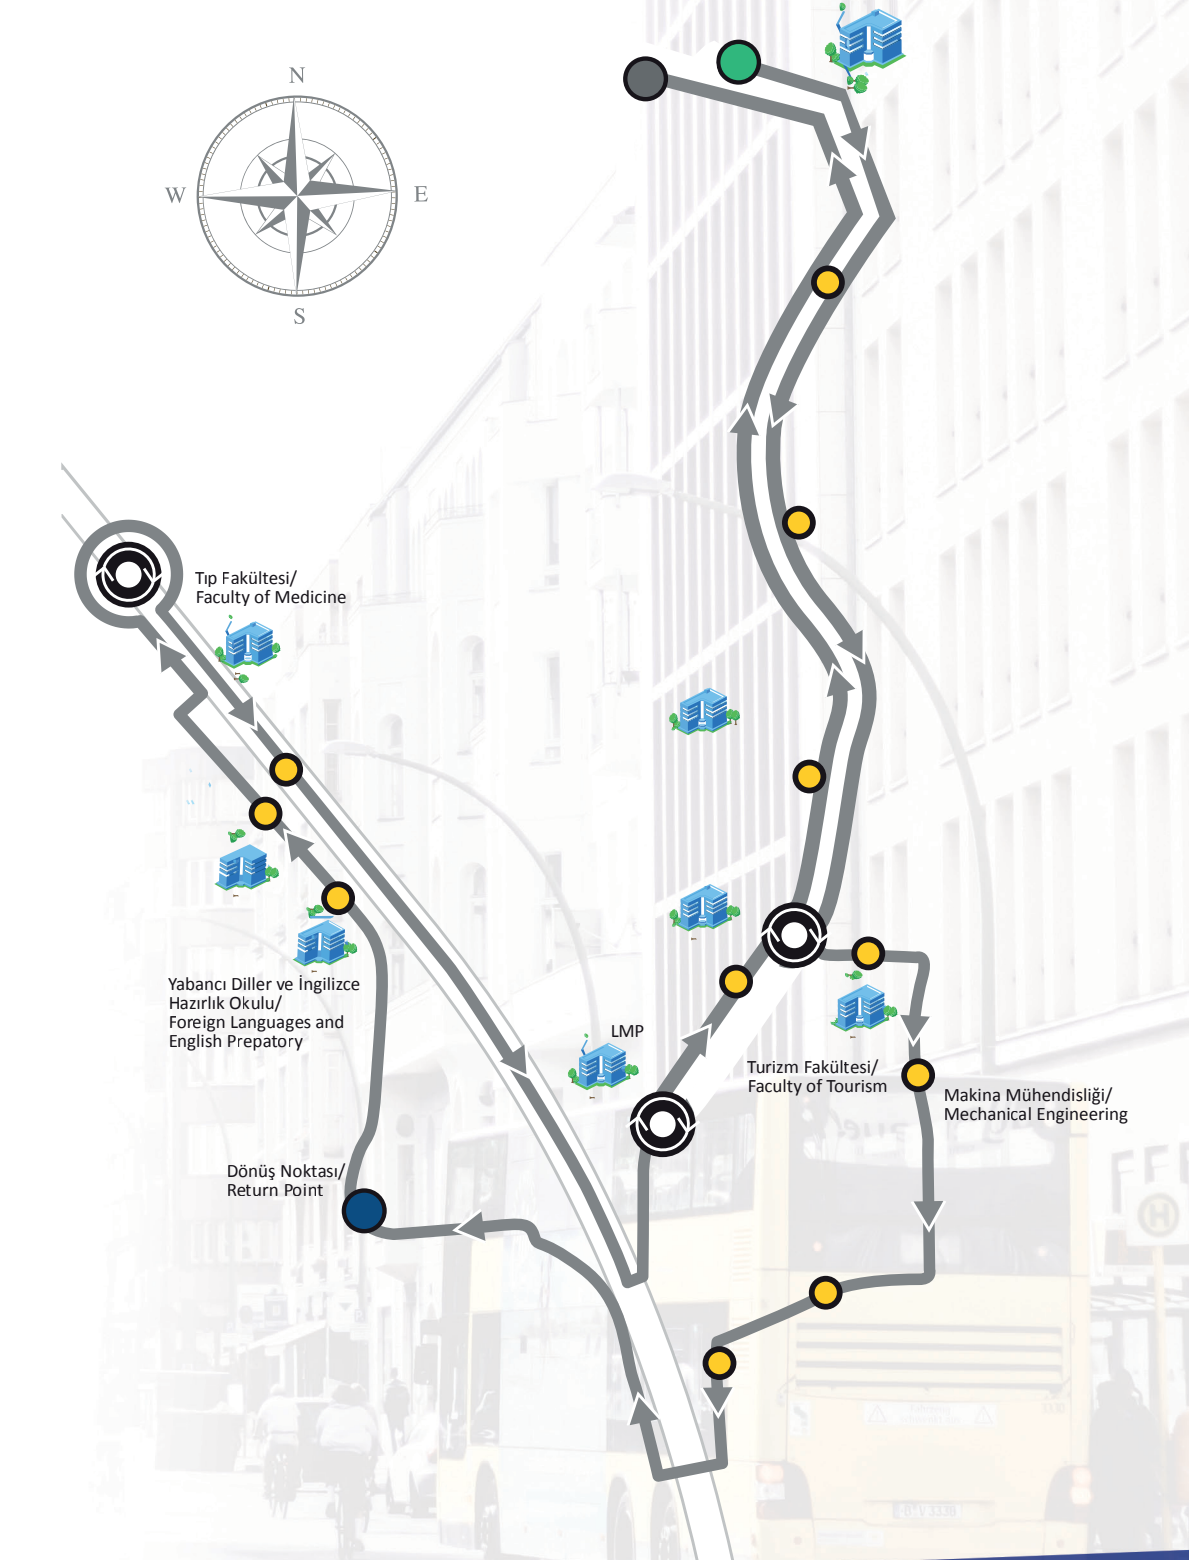 N
W
E
S
Tıp Fakültesi/
Faculty of Medicine
Yabancı Diller ve İngilizce
Hazırlık Okulu/
Foreign Languages and
English Prepatory
LMP
Turizm Fakültesi/
Faculty of Tourism
Makina Mühendisliği/
Mechanical Engineering
Dönüş Noktası/
Return Point
H